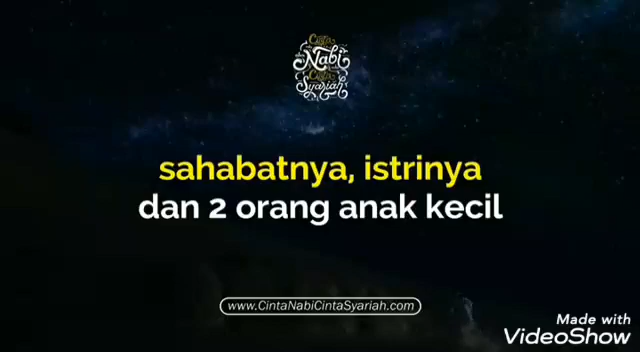 Cinta
Nabi
Cinta
Syariah
sahabatnya, istrinya
dan 2 orang anak kecil
www.CintaNabiCintaSyariah.com
Made with
VideoShow